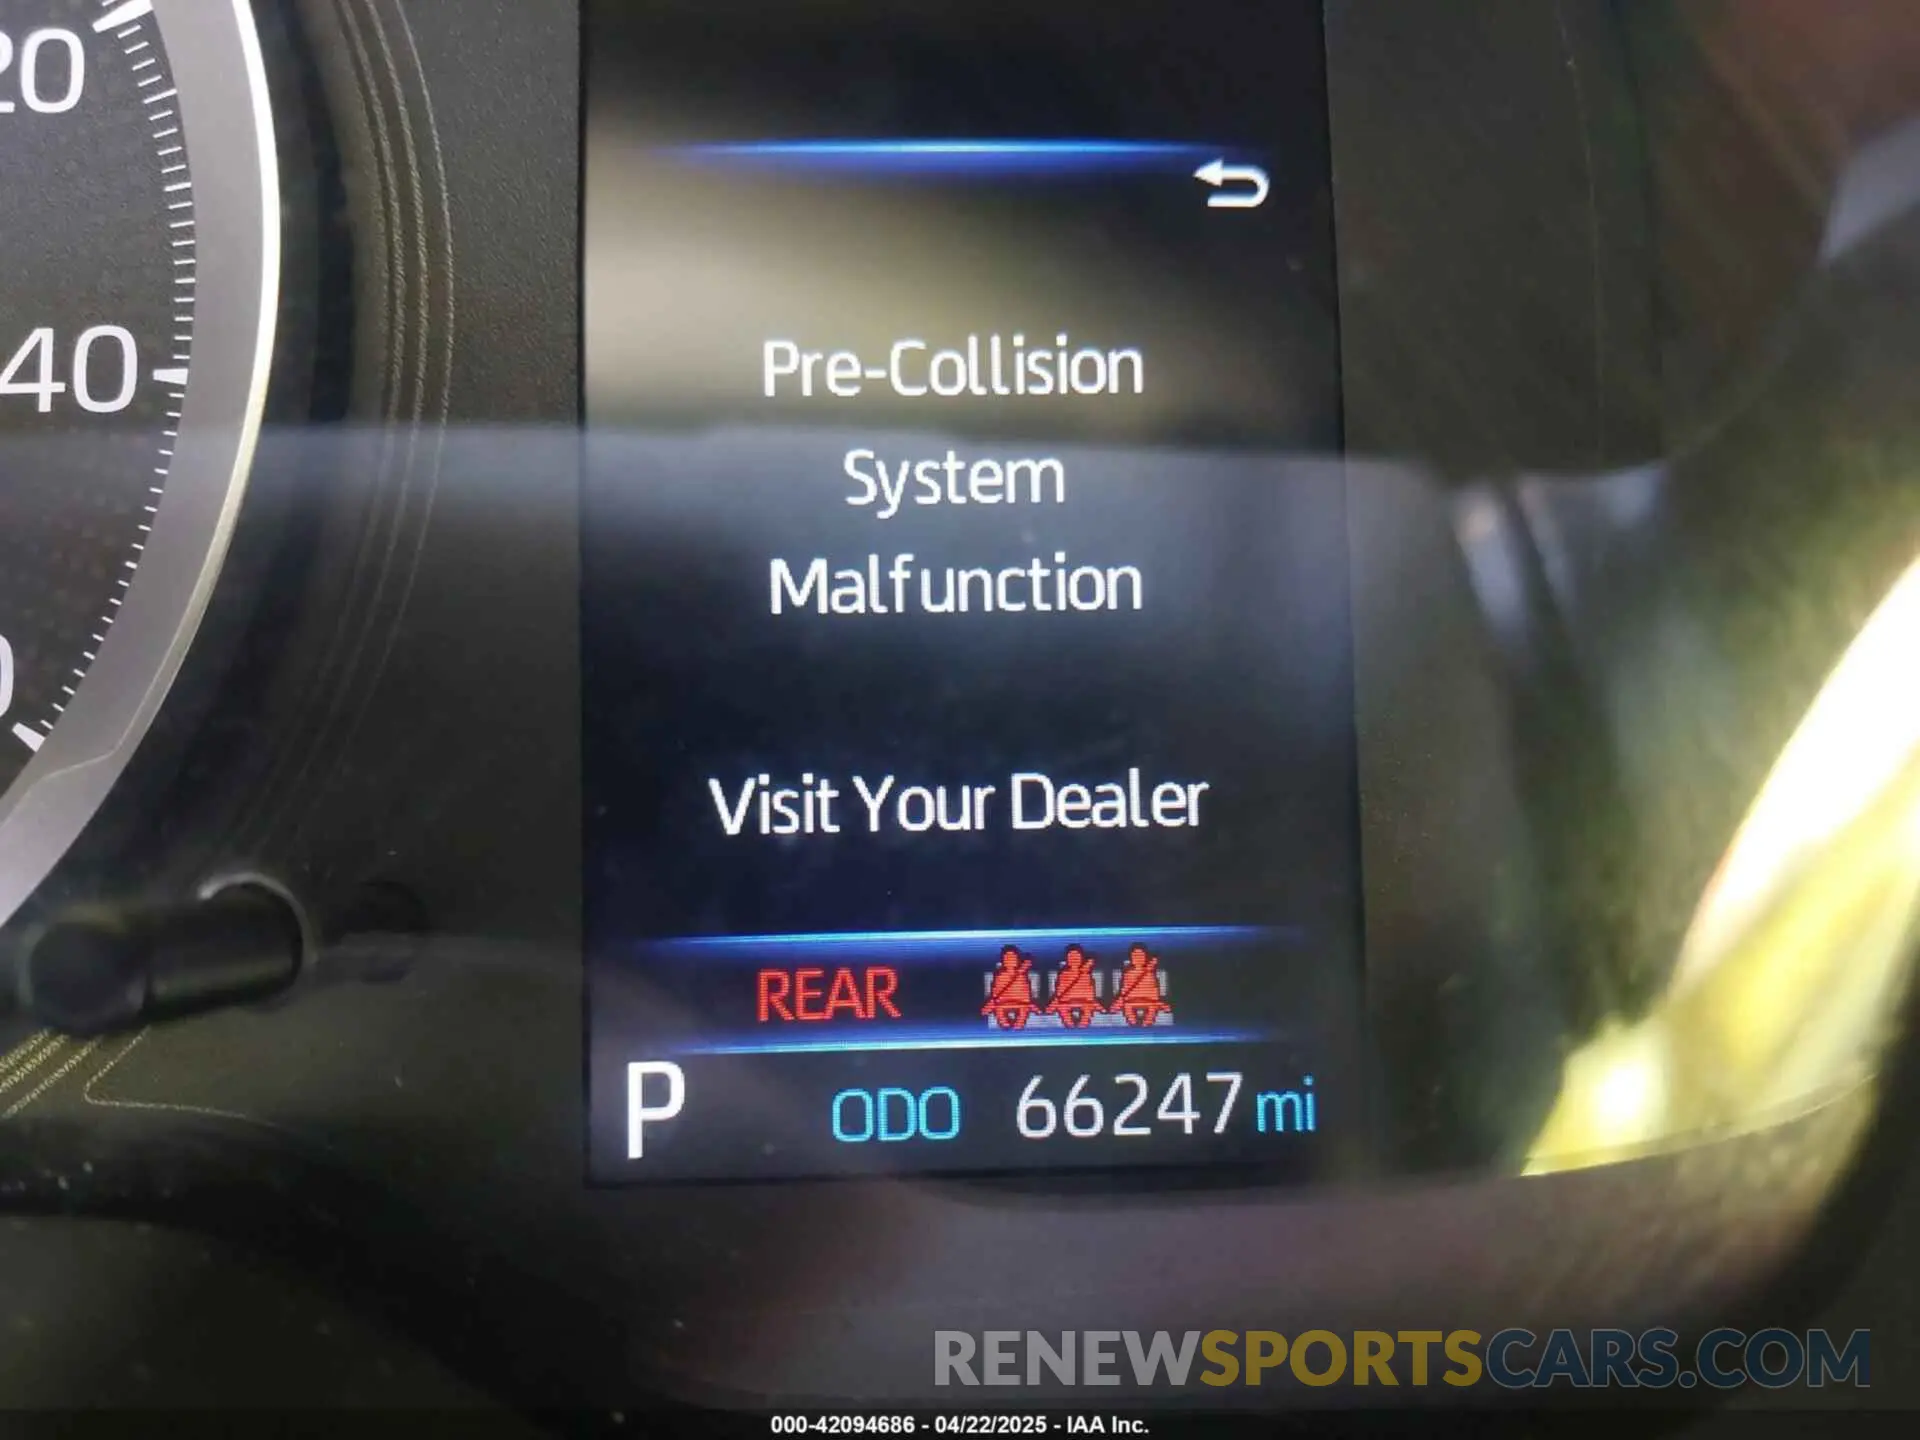 20
40
Pre-Collision
System
Malfunction
Visit Your Dealer
REAR
P ODO 66247 mi
RENEWSPORTSCARS.COM
000-42094686 - 04/22/2025 - IAA Inc.